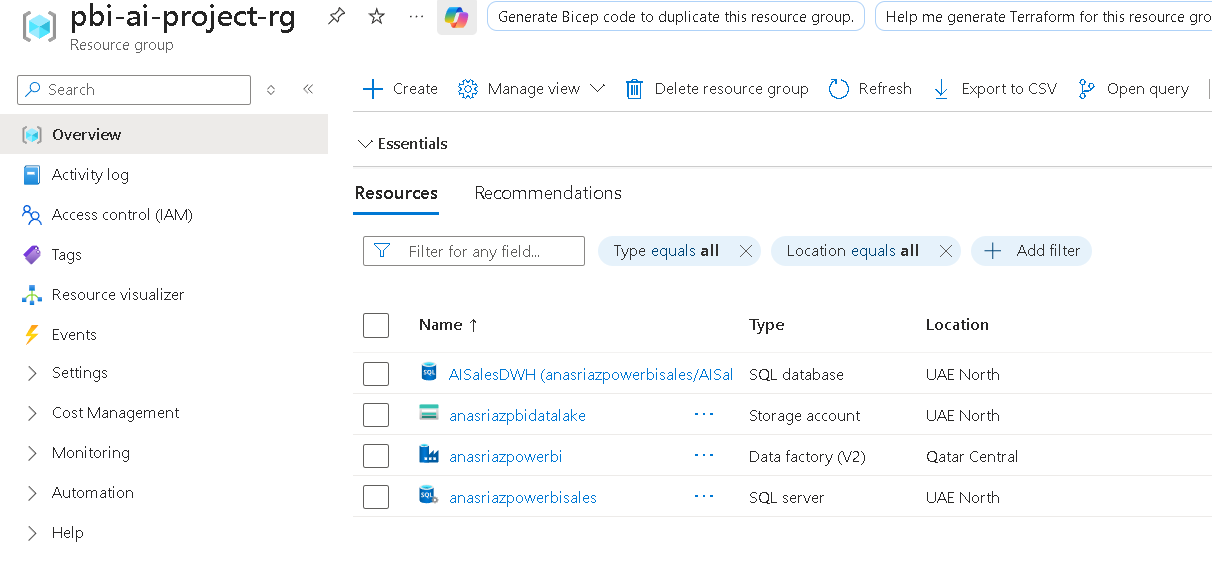 pbi-ai-project-rg
Resource group
Generate Bicep code to duplicate this resource group.
Help me generate Terraform for this resource gro
Search
Overview
Activity log
Access control (IAM)
Tags
Resource visualizer
Events
Settings
Cost Management
Monitoring
Automation
Help
Create
Manage view
Delete resource group
Refresh
Export to CSV
Open query
Essentials
Resources Recommendations
Filter for any field...
Type equals all
Location equals all
Add filter
Name ↑ Type Location
AISalesDWH (anasriazpowerbisales/AISal SQL database UAE North
anasriazpbidatalake ... Storage account UAE North
anasriazpowerbi ... Data factory (V2) Qatar Central
anasriazpowerbisales ... SQL server UAE North